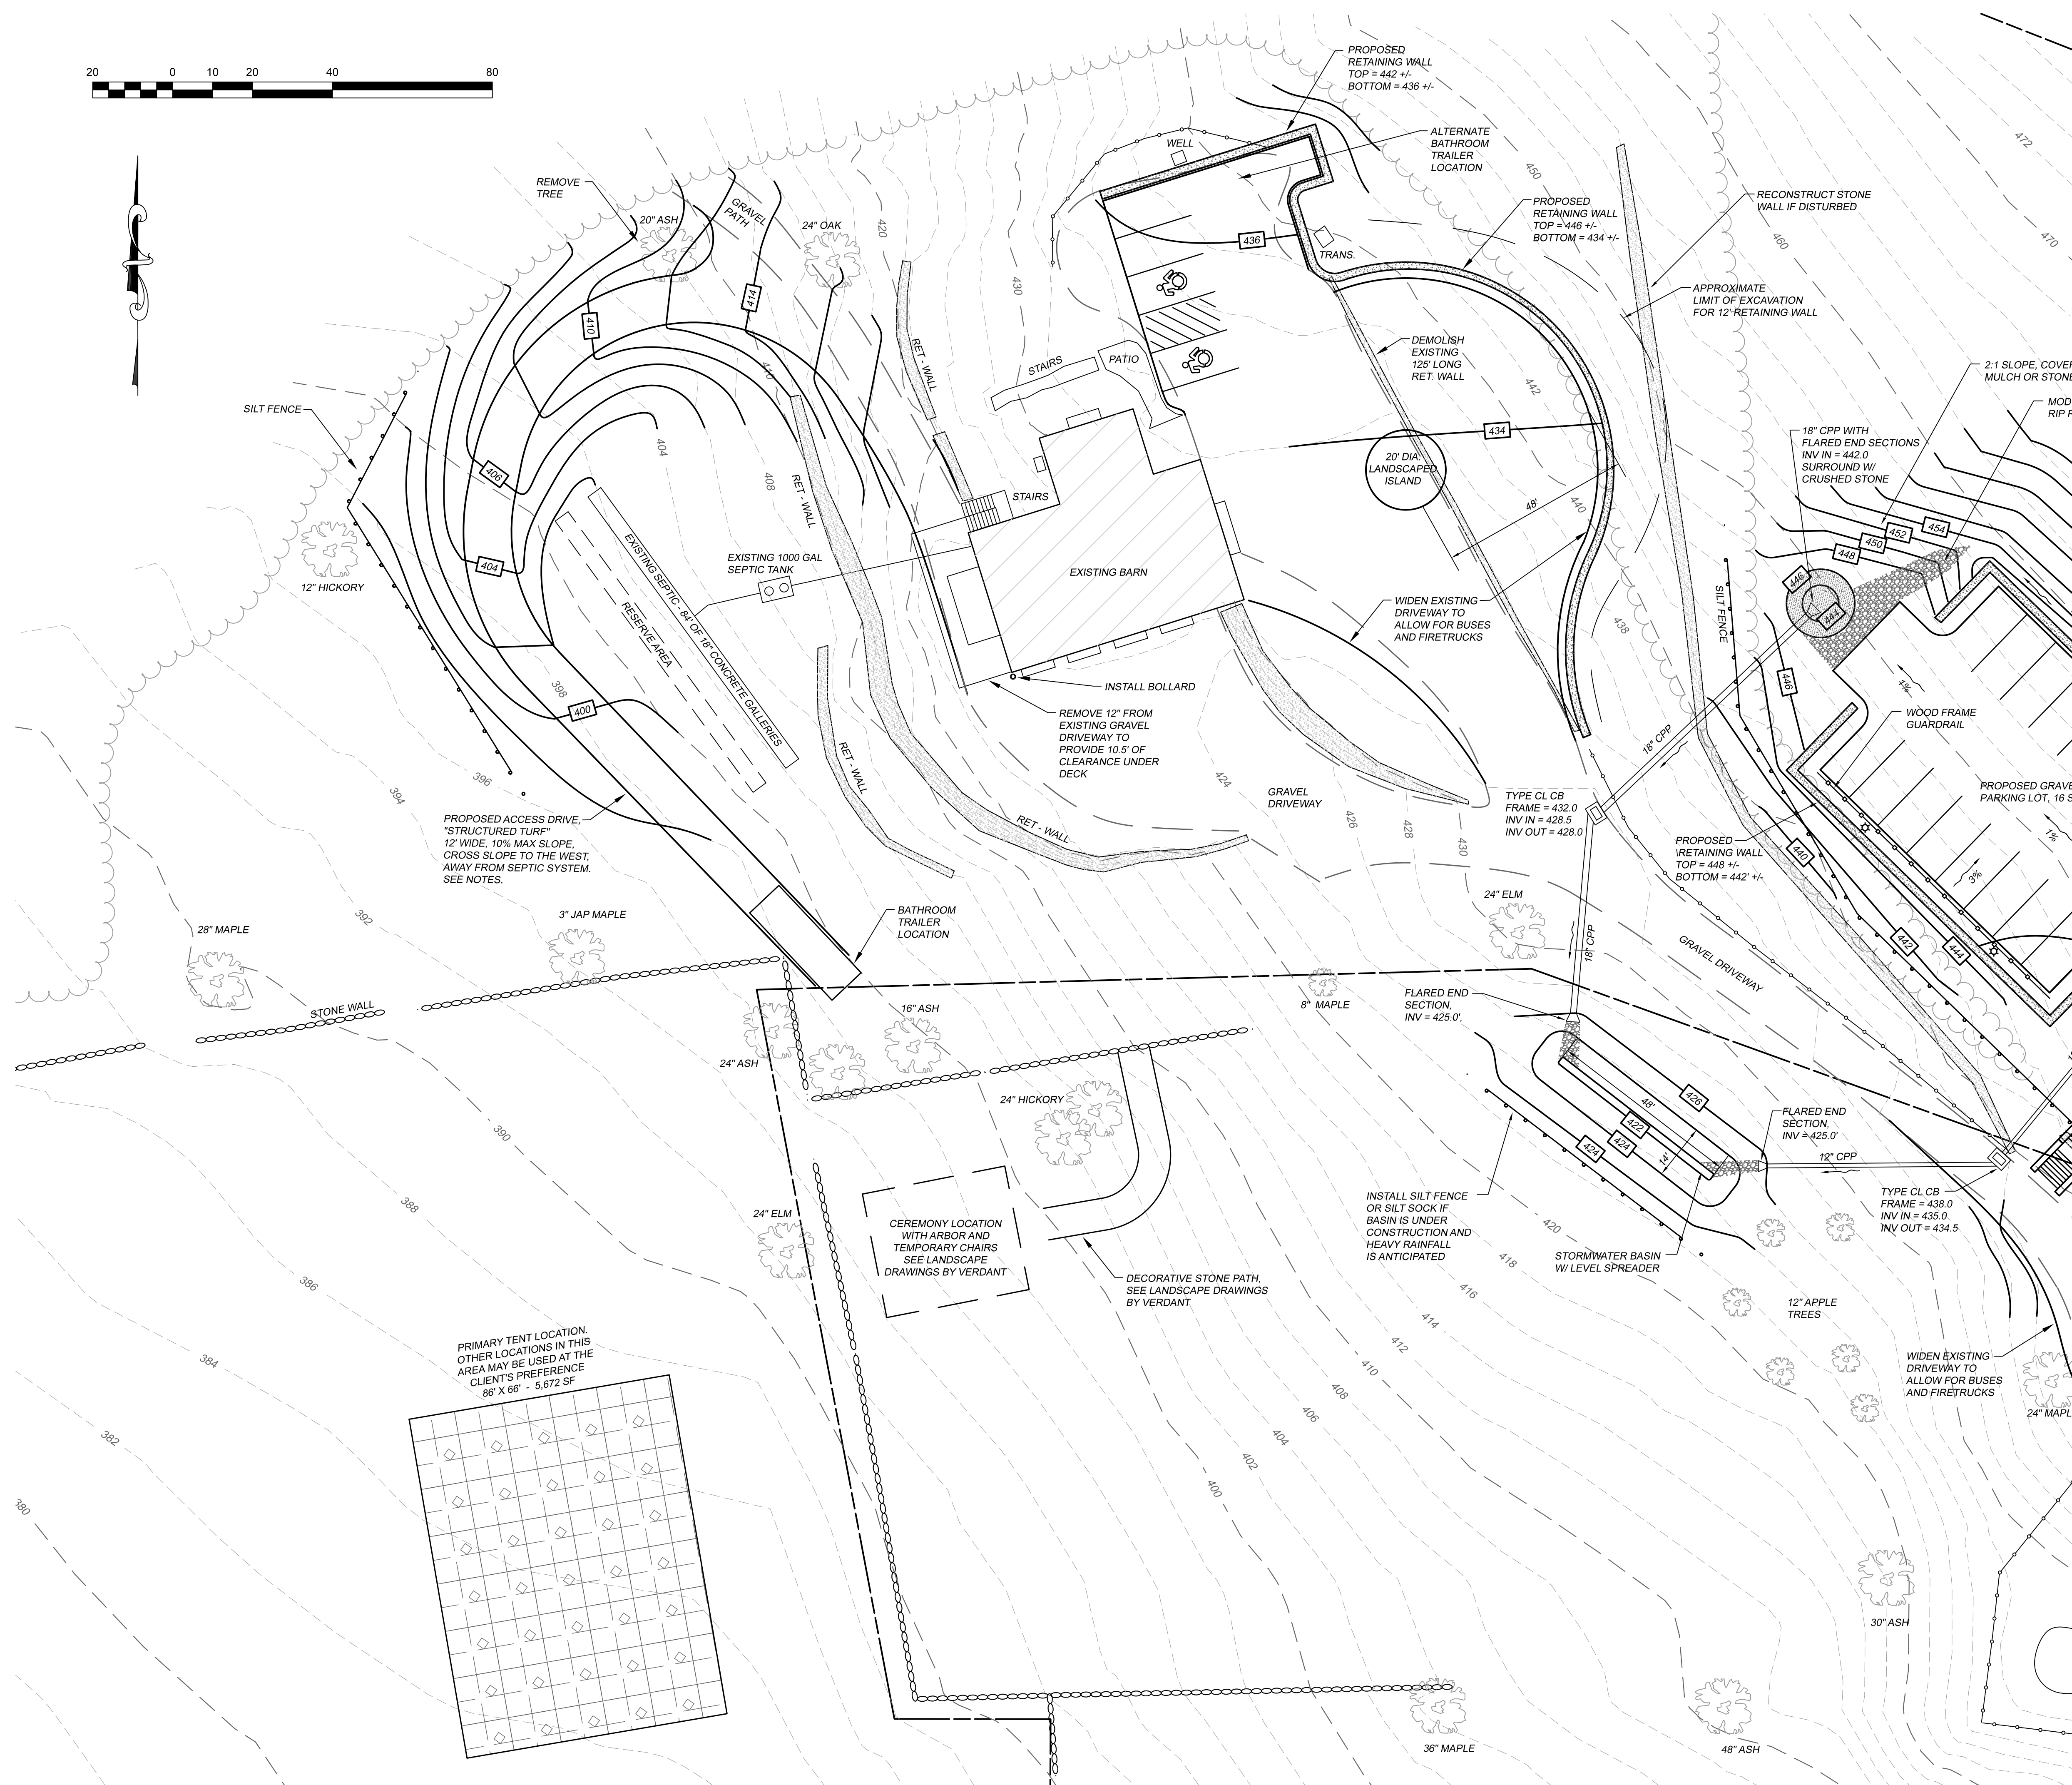 20 0 10 20 40 80
PROPOSED
RETAINING WALL
TOP = 442 +/-
BOTTOM = 436 +/-
WELL
ALTERNATE
BATHROOM
TRAILER
LOCATION
REMOVE
TREE
20" ASH
GRAVEL
PATH
24" OAK
420
430
436
TRANS.
450
PROPOSED
RETAINING WALL
TOP = 446 +/-
BOTTOM = 434 +/-
RECONSTRUCT STONE
WALL IF DISTURBED
460
470
472
APPROXIMATE
LIMIT OF EXCAVATION
FOR 12' RETAINING WALL
410
414
410
RET - WALL
STAIRS
PATIO
DEMOLISH
EXISTING
125' LONG
RET. WALL
442
2:1 SLOPE, COVER
MULCH OR STONE
MOD
RIP R
SILT FENCE
404
408
406
RET - WALL
434
20' DIA.
LANDSCAPED
ISLAND
48'
440
18" CPP WITH
FLARED END SECTIONS
INV IN = 442.0
SURROUND W/
CRUSHED STONE
454
452
450
448
446
444
STAIRS
EXISTING 1000 GAL
SEPTIC TANK
EXISTING BARN
404
12" HICKORY
EXISTING SEPTIC - 84' OF 18" CONCRETE GALLERIES
RESERVE AREA
WIDEN EXISTING
DRIVEWAY TO
ALLOW FOR BUSES
AND FIRETRUCKS
438
SILT FENCE
446
1%
398
400
INSTALL BOLLARD
REMOVE 12" FROM
EXISTING GRAVEL
DRIVEWAY TO
PROVIDE 10.5' OF
CLEARANCE UNDER
DECK
WOOD FRAME
GUARDRAIL
18" CPP
RET - WALL
396
394
424
GRAVEL
DRIVEWAY
426
428
430
TYPE CL CB
FRAME = 432.0
INV IN = 428.5
INV OUT = 428.0
PROPOSED GRAVE
PARKING LOT, 16 S
1%
3%
PROPOSED ACCESS DRIVE,
"STRUCTURED TURF"
12' WIDE, 10% MAX SLOPE,
CROSS SLOPE TO THE WEST,
AWAY FROM SEPTIC SYSTEM.
SEE NOTES.
RET - WALL
PROPOSED
RETAINING WALL
TOP = 448 +/-
BOTTOM = 442' +/-
440
442
444
24" ELM
18" CPP
GRAVEL DRIVEWAY
BATHROOM
TRAILER
LOCATION
3" JAP MAPLE
392
28" MAPLE
STONE WALL
16" ASH
24" ASH
8" MAPLE
FLARED END
SECTION,
INV = 425.0'
24" HICKORY
390
426
48'
422
424
424
14'
FLARED END
SECTION,
INV = 425.0'
12" CPP
TYPE CL CB
FRAME = 438.0
INV IN = 435.0
INV OUT = 434.5
INSTALL SILT FENCE
OR SILT SOCK IF
BASIN IS UNDER
CONSTRUCTION AND
HEAVY RAINFALL
IS ANTICIPATED
STORMWATER BASIN
W/ LEVEL SPREADER
420
418
416
414
412
410
408
406
404
402
400
388
24" ELM
CEREMONY LOCATION
WITH ARBOR AND
TEMPORARY CHAIRS
SEE LANDSCAPE
DRAWINGS BY VERDANT
DECORATIVE STONE PATH,
SEE LANDSCAPE DRAWINGS
BY VERDANT
386
12" APPLE
TREES
WIDEN EXISTING
DRIVEWAY TO
ALLOW FOR BUSES
AND FIRETRUCKS
24" MAPL
384
PRIMARY TENT LOCATION.
OTHER LOCATIONS IN THIS
AREA MAY BE USED AT THE
CLIENT'S PREFERENCE
86' X 66' - 5,672 SF
382
380
30" ASH
36" MAPLE
48" ASH